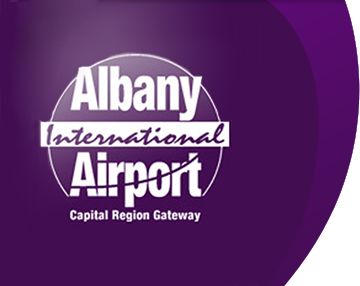 Albany
International
Airport
Capital Region Gateway